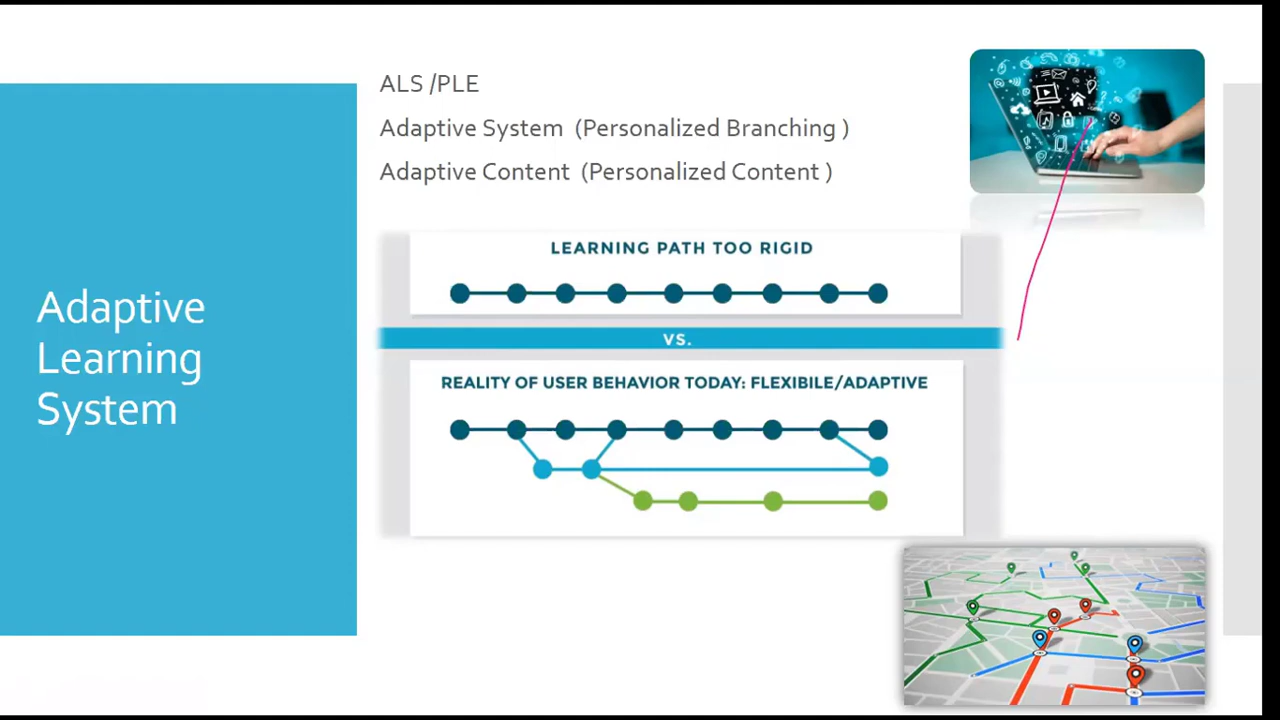 Adaptive
Learning
System
ALS /PLE
Adaptive System (Personalized Branching )
Adaptive Content (Personalized Content )
LEARNING PATH TOO RIGID
VS.
REALITY OF USER BEHAVIOR TODAY: FLEXIBILE/ADAPTIVE